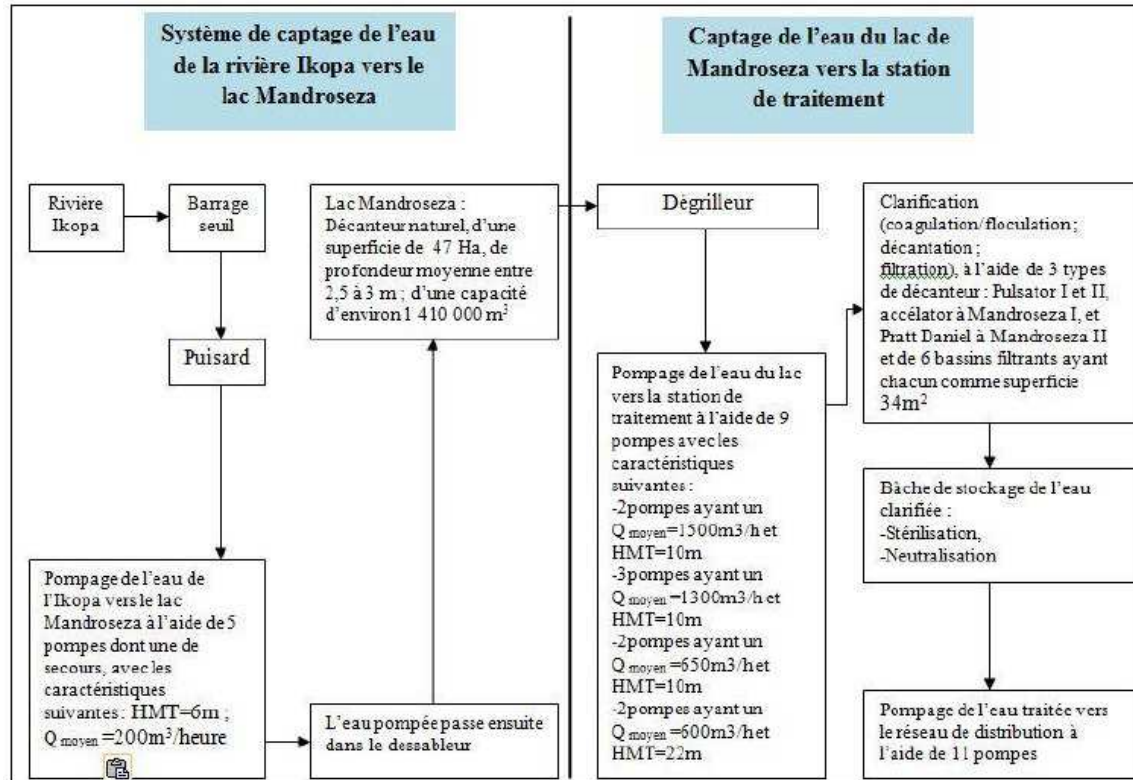 Système de captage de l'eau
de la rivière Ikopa vers le
lac Mandroseza
Rivière
Ikopa
Barrage
seuil
Puisard
Pompage de l'eau de
l'Ikopa vers le lac
Mandroseza à l'aide de 5
pompes dont une de
secours, avec les
caractéristiques
suivantes : HMT=6m ;
Q moyen =200m³/heure
L'eau pompée passe ensuite
dans le dessableur
Lac Mandroseza :
Décanteur naturel, d'une
superficie de 47 Ha, de
profondeur moyenne entre
2,5 à 3 m ; d'une capacité
d'environ 1 410 000 m³
Captage de l'eau du lac de
Mandroseza vers la station
de traitement
Dégrilleur
Pompage de l'eau du lac
vers la station de
traitement à l'aide de 9
pompes avec les
caractéristiques
suivantes :
-2pompes ayant un
Q moyen =1500m3/h et
HMT=10m
-3pompes ayant un
Q moyen =1300m3/h et
HMT=10m
-2pompes ayant un
Q moyen =650m3/h et
HMT=10m
-2pompes ayant un
Q moyen =600m3/h et
HMT=22m
Clarification
(coagulation/floculation ;
décantation ;
filtration), à l'aide de 3 types
de décanteur : Pulsator I et II,
accélator à Mandroseza I, et
Pratt Daniel à Mandroseza II
et de 6 bassins filtrants ayant
chacun comme superficie
34m²
Bâche de stockage de l'eau
clarifiée :
-Stérilisation,
-Neutralisation
Pompage de l'eau traitée vers
le réseau de distribution à
l'aide de 11 pompes